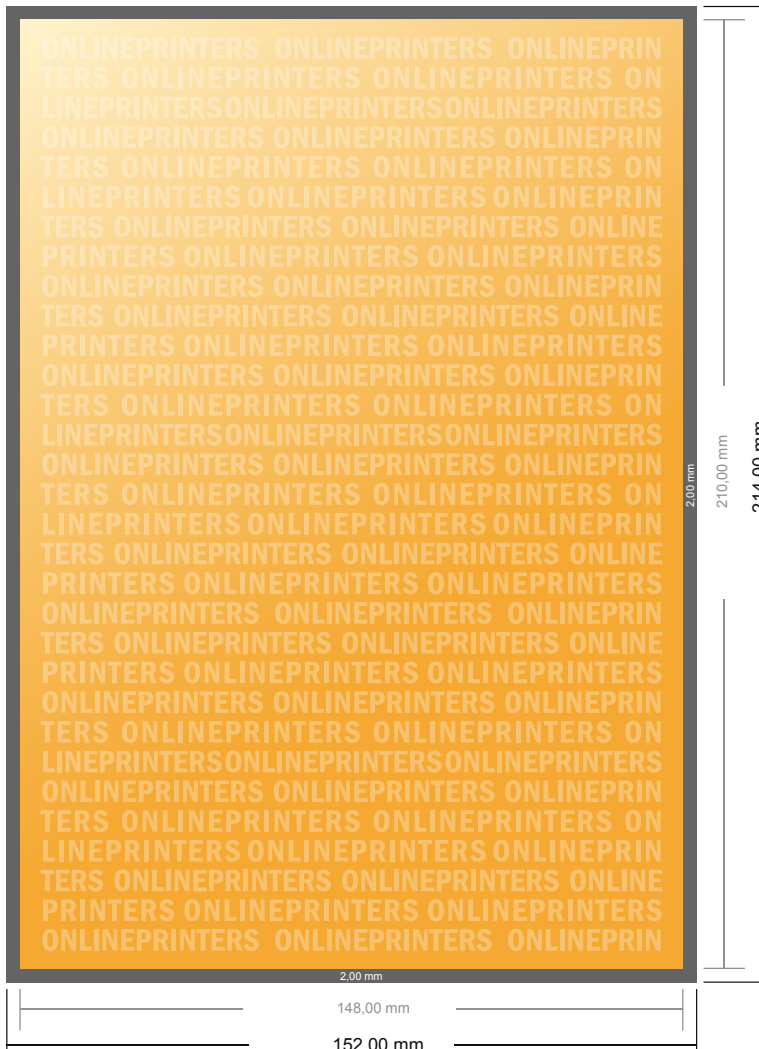 ONLINEPRINTERS ONLINEPRINTERS ONLINEPRIN
TERS ONLINEPRINTERS ONLINEPRINTERS ON
LINEPRINTERSONLINEPRINTERSONLINEPRINTERS
ONLINEPRINTERS ONLINEPRINTERS ONLINEPRIN
TERS ONLINEPRINTERS ONLINEPRINTERS ON
LINEPRINTERS ONLINEPRINTERS ONLINEPRIN
TERS ONLINEPRINTERS ONLINEPRINTERS ONLINE
PRINTERS ONLINEPRINTERS ONLINEPRINTERS
ONLINEPRINTERS ONLINEPRINTERS ONLINEPRIN
TERS ONLINEPRINTERS ONLINEPRINTERS ONLINE
PRINTERS ONLINEPRINTERS ONLINEPRINTERS
ONLINEPRINTERS ONLINEPRINTERS ONLINEPRIN
TERS ONLINEPRINTERS ONLINEPRINTERS ON
LINEPRINTERSONLINEPRINTERSONLINEPRINTERS
ONLINEPRINTERS ONLINEPRINTERS ONLINEPRIN
TERS ONLINEPRINTERS ONLINEPRINTERS ON
LINEPRINTERS ONLINEPRINTERS ONLINEPRIN
TERS ONLINEPRINTERS ONLINEPRINTERS ONLINE
PRINTERS ONLINEPRINTERS ONLINEPRINTERS
ONLINEPRINTERS ONLINEPRINTERS ONLINEPRIN
TERS ONLINEPRINTERS ONLINEPRINTERS ONLINE
PRINTERS ONLINEPRINTERS ONLINEPRINTERS
ONLINEPRINTERS ONLINEPRINTERS ONLINEPRIN
TERS ONLINEPRINTERS ONLINEPRINTERS ON
LINEPRINTERSONLINEPRINTERSONLINEPRINTERS
ONLINEPRINTERS ONLINEPRINTERS ONLINEPRIN
TERS ONLINEPRINTERS ONLINEPRINTERS ON
LINEPRINTERS ONLINEPRINTERS ONLINEPRIN
TERS ONLINEPRINTERS ONLINEPRINTERS ONLINE
PRINTERS ONLINEPRINTERS ONLINEPRINTERS
ONLINEPRINTERS ONLINEPRINTERS ONLINEPRIN
2,00 mm
210,00 mm
214,00 mm
2,00 mm
148,00 mm
152,00 mm